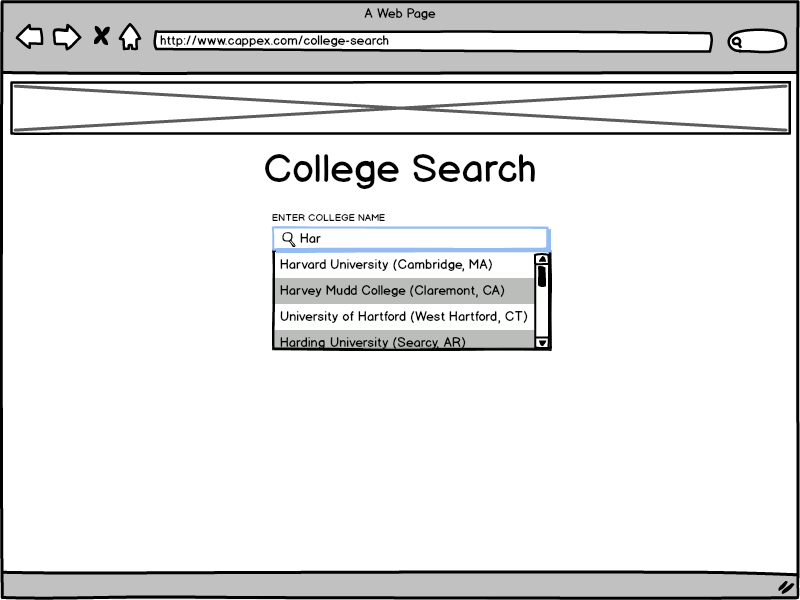 A Web Page
http://www.cappex.com/college-search
College Search
ENTER COLLEGE NAME
Har
Harvard University (Cambridge, MA)
Harvey Mudd College (Claremont, CA)
University of Hartford (West Hartford, CT)
Harding University (Searcy, AR)